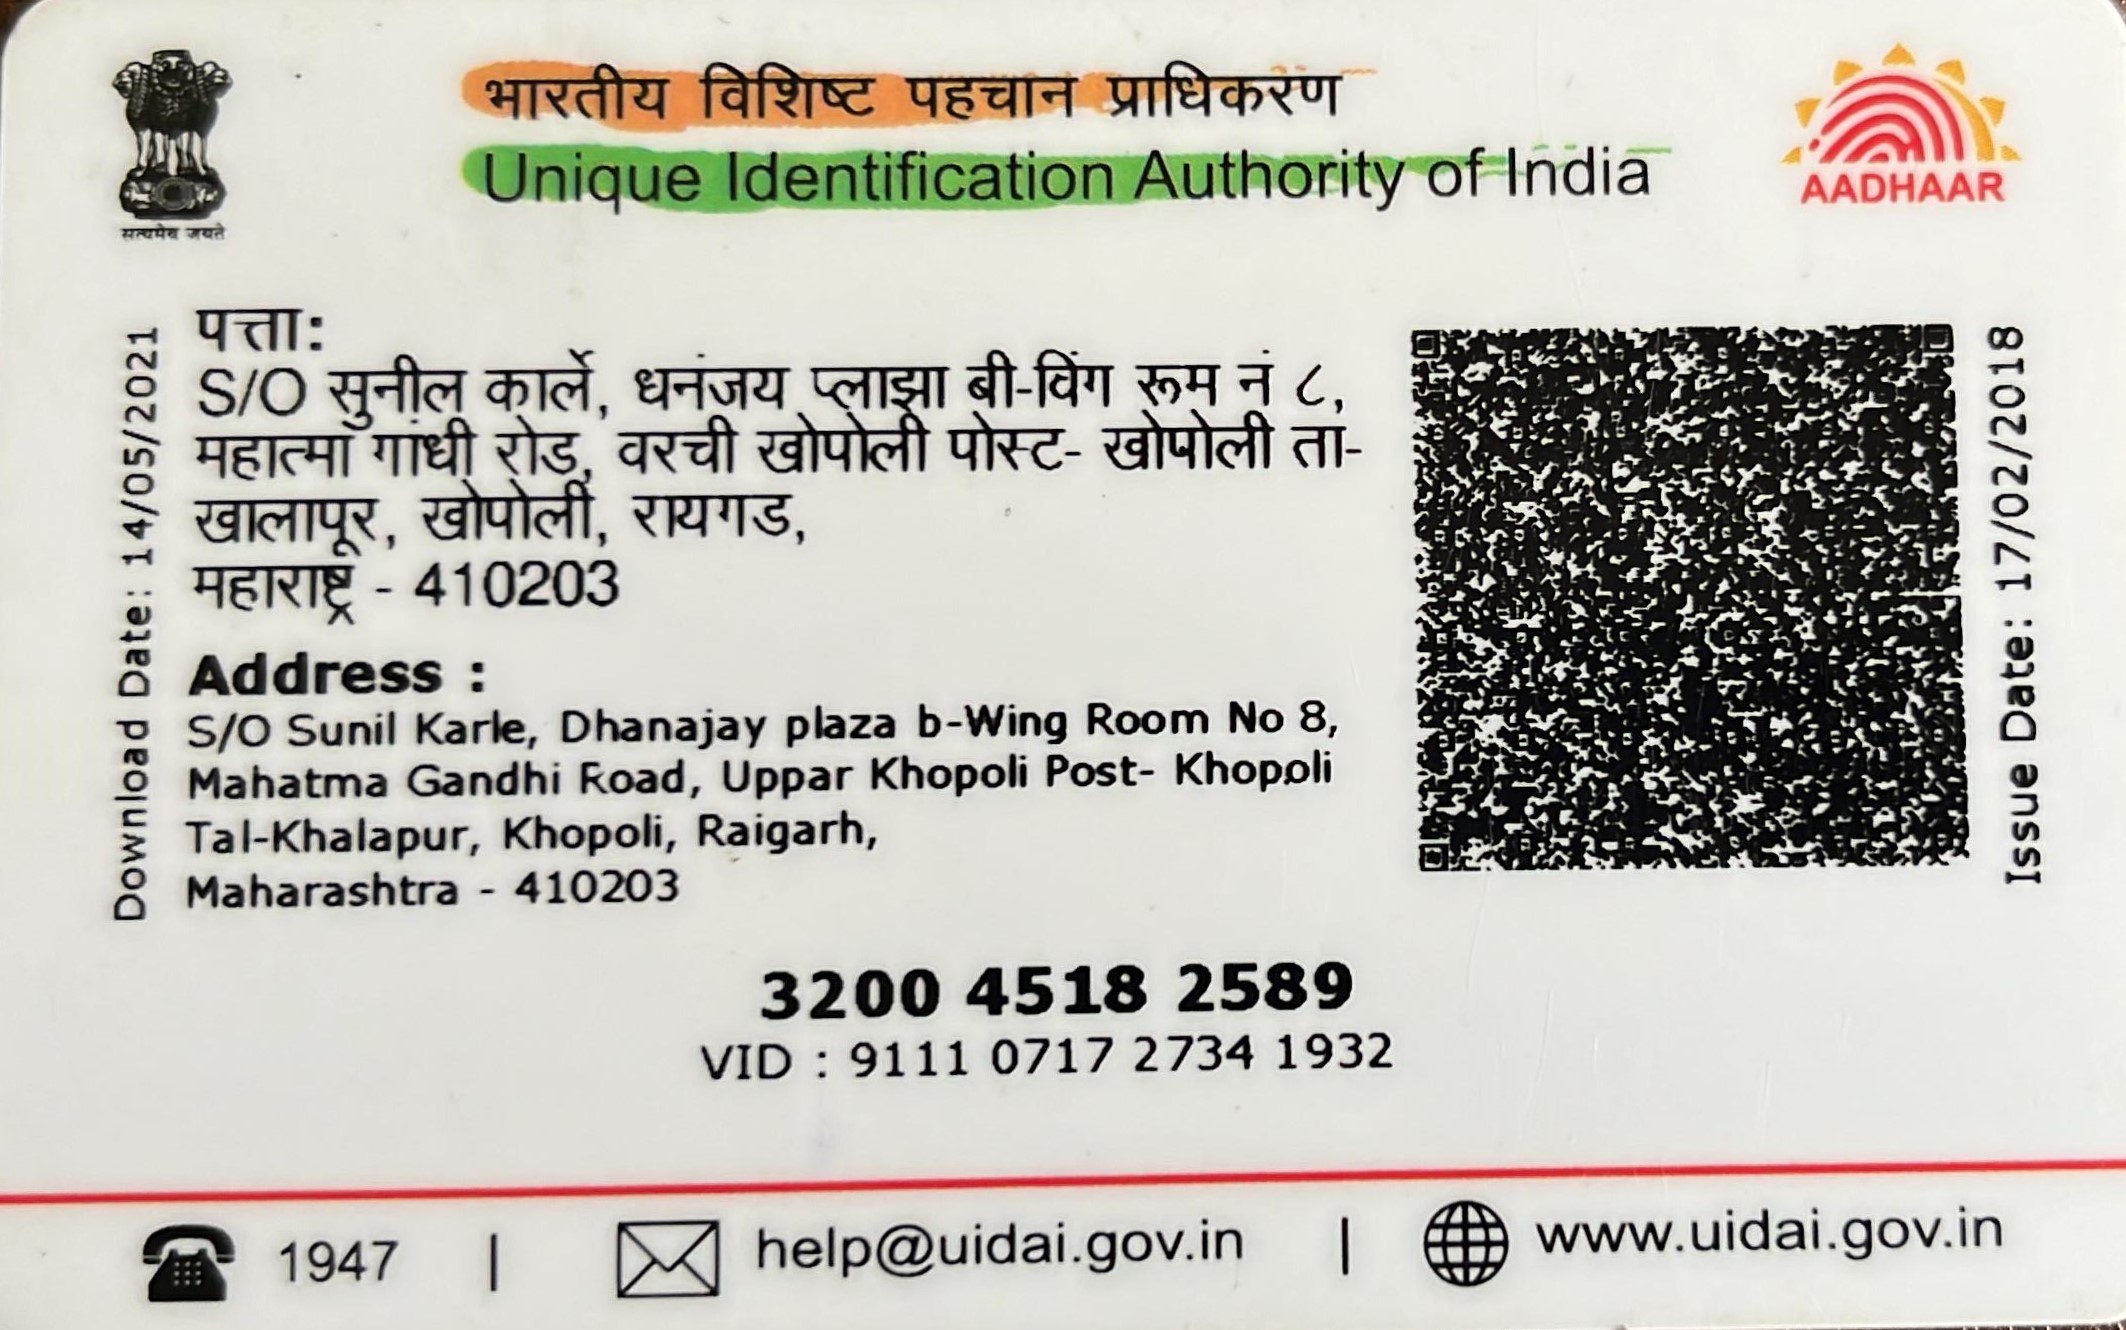 भारतीय विशिष्ट पहचान प्राधिकरण
Unique Identification Authority of India
AADHAAR
सत्यमेव जयते
Download Date: 14/05/2021
पत्ता:
S/O सुनील कार्ले, धनंजय प्लाझा बी-विंग रूम नं ८,
महात्मा गांधी रोड, वरची खोपोली पोस्ट- खोपोली ता-
खालापूर, खोपोली, रायगड,
महाराष्ट्र - 410203
Address :
S/O Sunil Karle, Dhanajay plaza b-Wing Room No 8,
Mahatma Gandhi Road, Uppar Khopoli Post- Khopoli
Tal-Khalapur, Khopoli, Raigarh,
Maharashtra - 410203
Issue Date: 17/02/2018
3200 4518 2589
VID : 9111 0717 2734 1932
1947 | help@uidai.gov.in | www.uidai.gov.in